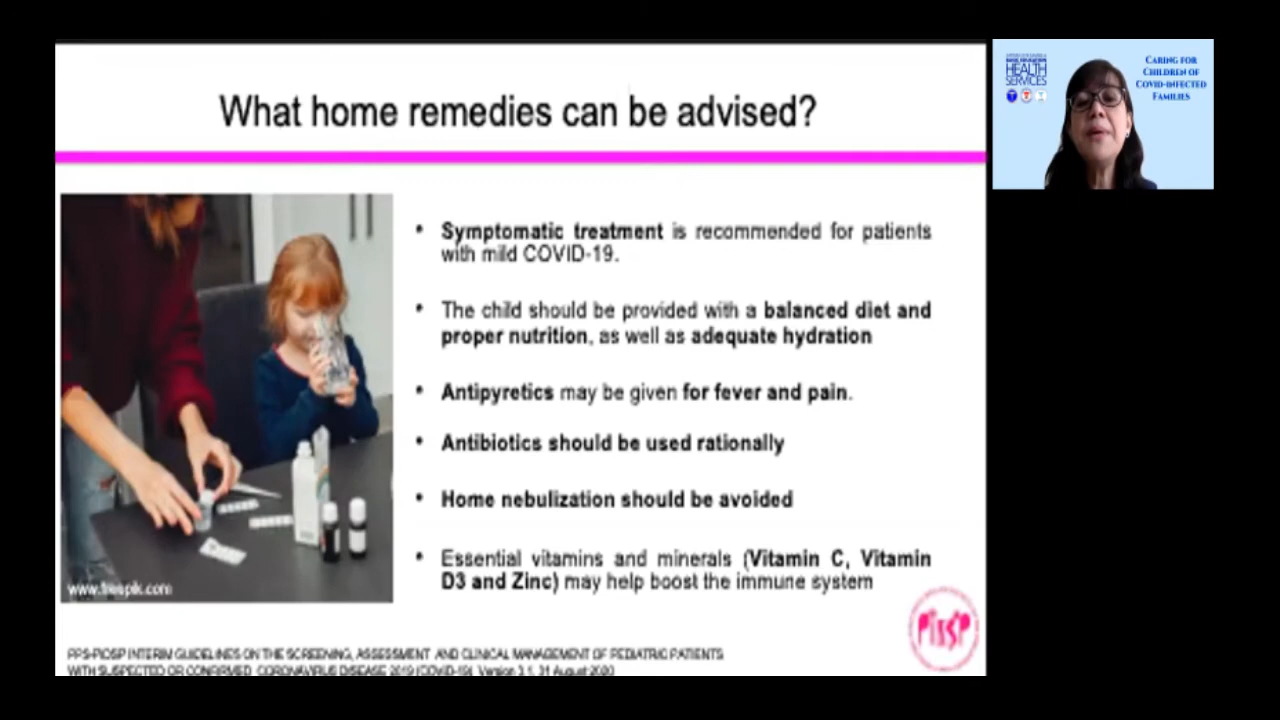 What home remedies can be advised?
• Symptomatic treatment is recommended for patients
with mild COVID-19.
• The child should be provided with a balanced diet and
proper nutrition, as well as adequate hydration
• Antipyretics may be given for fever and pain.
• Antibiotics should be used rationally
• Home nebulization should be avoided
• Essential vitamins and minerals (Vitamin C, Vitamin
D3 and Zinc) may help boost the immune system
www.freepik.com
PPS-PIDSP INTERIM GUIDELINES ON THE SCREENING, ASSESSMENT AND CLINICAL MANAGEMENT OF PEDIATRIC PATIENTS
WITH SUSPECTED OR CONFIRMED CORONAVIRUS DISEASE 2019 (COVID-19), Version 3.1, 31 August 2020
HEALTH
SERVICES
CARING FOR
CHILDREN OF
COVID-INFECTED
FAMILIES